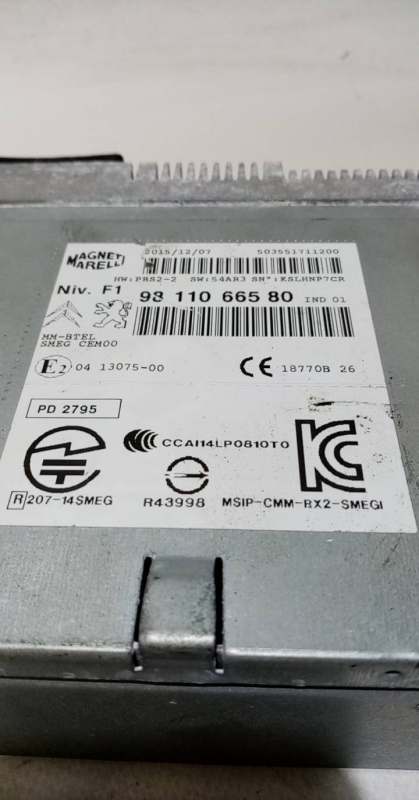 MAGNETI
MARELLI
2015/12/07 503551711200
HW:PRS2-2 SW:54AR3 SN°:KSLHNP7CR
Niv. F1 98 110 665 80 IND 01
MM-BTEL
SMEG CEM00
E2 04 13075-00 CE 18770B 26
PD 2795
CCAI14LP0810T0
R 207-14SMEG R43998 MSIP-CMM-RX2-SMEGI